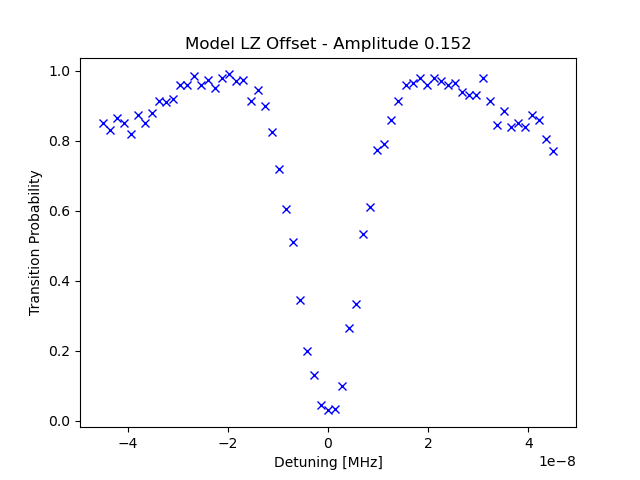 Model LZ Offset - Amplitude 0.152
Transition Probability
1.0
0.8
0.6
0.4
0.2
0.0
−4
−2
0
2
4
1e−8
Detuning [MHz]